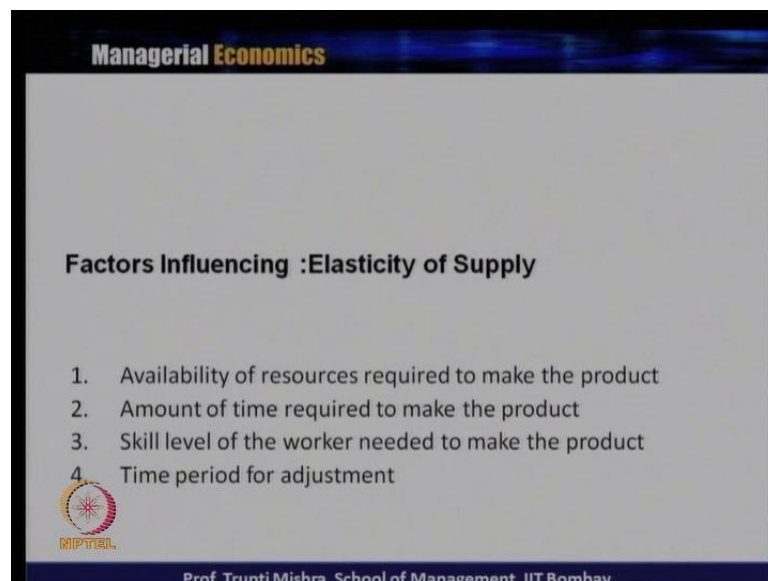 Managerial Economics
Factors Influencing :Elasticity of Supply
1. Availability of resources required to make the product
2. Amount of time required to make the product
3. Skill level of the worker needed to make the product
4. Time period for adjustment
NPTEL
Prof. Trupti Mishra, School of Management, IIT Bombay